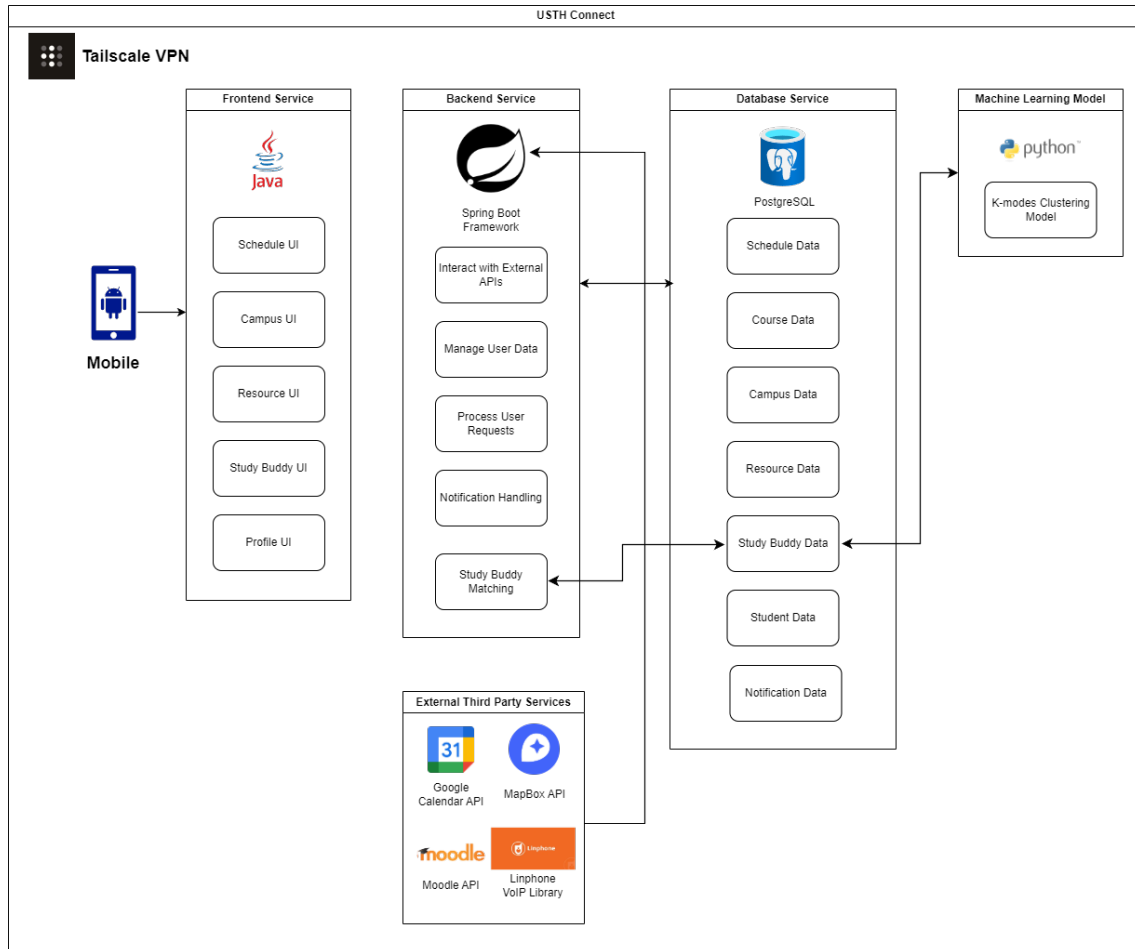 USTH Connect
Tailscale VPN
Mobile
Frontend Service
Java
Schedule UI
Campus UI
Resource UI
Study Buddy UI
Profile UI
Backend Service
Spring Boot
Framework
Interact with External
APIs
Manage User Data
Process User
Requests
Notification Handling
Study Buddy
Matching
Database Service
PostgreSQL
Schedule Data
Course Data
Campus Data
Resource Data
Study Buddy Data
Student Data
Notification Data
Machine Learning Model
python™
K-modes Clustering
Model
External Third Party Services
31
Google
Calendar API
MapBox API
moodle
Moodle API
Linphone
Linphone
VoIP Library